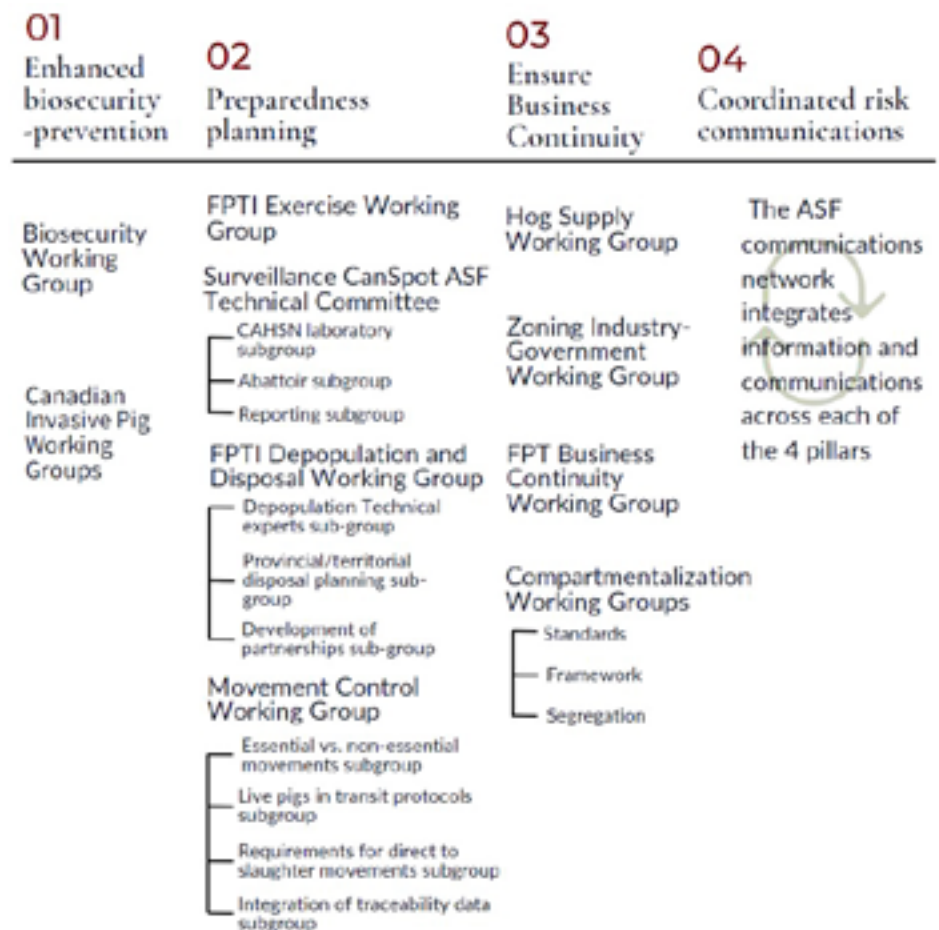 01
Enhanced
biosecurity
-prevention
Biosecurity
Working
Group
Canadian
Invasive Pig
Working
Groups
02
Preparedness
planning
FPTI Exercise Working
Group
Surveillance CanSpot ASF
Technical Committee
CAHSN laboratory
subgroup
Abattoir subgroup
Reporting subgroup
FPTI Depopulation and
Disposal Working Group
Depopulation Technical
experts sub-group
Provincial/territorial
disposal planning sub-
group
Development of
partnerships sub-group
Movement Control
Working Group
Essential vs. non-essential
movements subgroup
Live pigs in transit protocols
subgroup
Requirements for direct to
slaughter movements subgroup
Integration of traceability data
subgroup
03
Ensure
Business
Continuity
Hog Supply
Working Group
Zoning Industry-
Government
Working Group
FPT Business
Continuity
Working Group
Compartmentalization
Working Groups
Standards
Framework
Segregation
04
Coordinated risk
communications
The ASF
communications
network
integrates
information and
communications
across each of
the 4 pillars